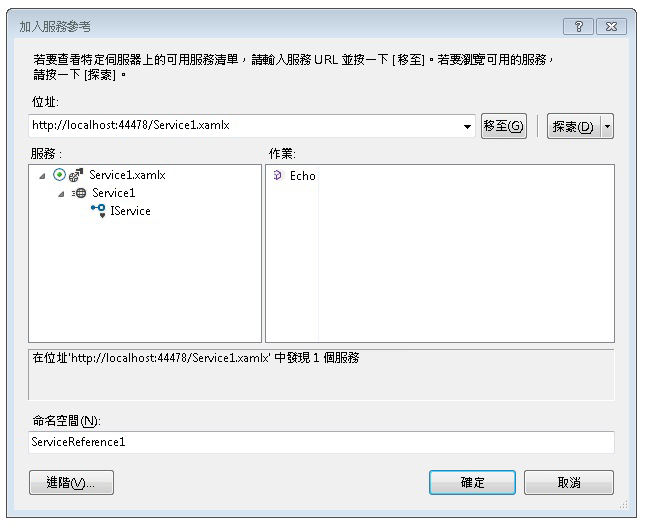 加入服務參考
若要查看特定伺服器上的可用服務清單，請輸入服務 URL 並按一下 [移至]。若要瀏覽可用的服務，
請按一下 [探索]。
位址:
http://localhost:44478/Service1.xamlx
移至(G)
探索(D)
服務：
作業:
Service1.xamlx
Service1
IService
Echo
在位址'http://localhost:44478/Service1.xamlx' 中發現 1 個服務
命名空間(N):
ServiceReference1
進階(V)...
確定
取消